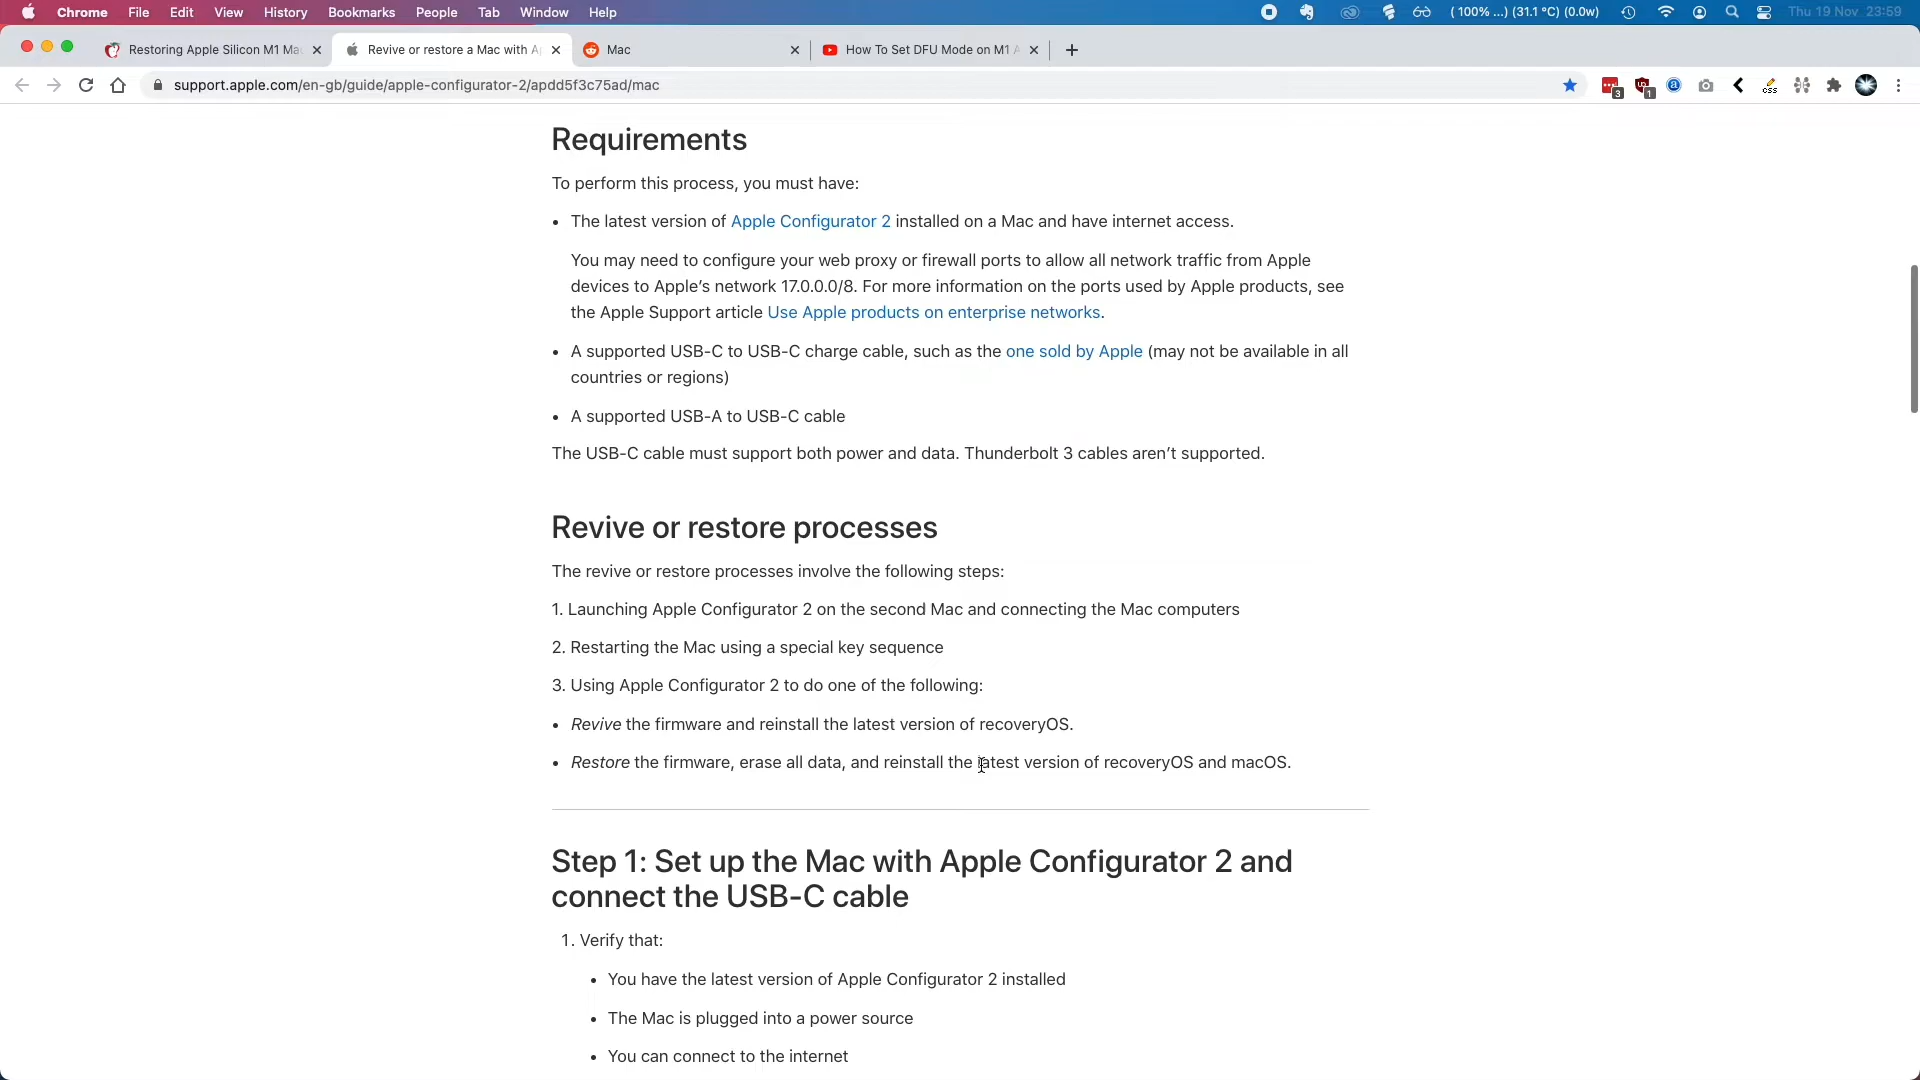 Chrome File Edit View History Bookmarks People Tab Window Help ( 100% ...) (31.1 °C) (0.0w) Thu 19 Nov 23:59
Restoring Apple Silicon M1 Ma Revive or restore a Mac with A Mac How To Set DFU Mode on M1 A
support.apple.com/en-gb/guide/apple-configurator-2/apdd5f3c75ad/mac 3 1 css
Requirements
To perform this process, you must have:
• The latest version of Apple Configurator 2 installed on a Mac and have internet access.
You may need to configure your web proxy or firewall ports to allow all network traffic from Apple
devices to Apple’s network 17.0.0.0/8. For more information on the ports used by Apple products, see
the Apple Support article Use Apple products on enterprise networks.
• A supported USB-C to USB-C charge cable, such as the one sold by Apple (may not be available in all
countries or regions)
• A supported USB-A to USB-C cable
The USB-C cable must support both power and data. Thunderbolt 3 cables aren’t supported.
Revive or restore processes
The revive or restore processes involve the following steps:
1. Launching Apple Configurator 2 on the second Mac and connecting the Mac computers
2. Restarting the Mac using a special key sequence
3. Using Apple Configurator 2 to do one of the following:
• Revive the firmware and reinstall the latest version of recoveryOS.
• Restore the firmware, erase all data, and reinstall the latest version of recoveryOS and macOS.
Step 1: Set up the Mac with Apple Configurator 2 and
connect the USB-C cable
1. Verify that:
• You have the latest version of Apple Configurator 2 installed
• The Mac is plugged into a power source
• You can connect to the internet